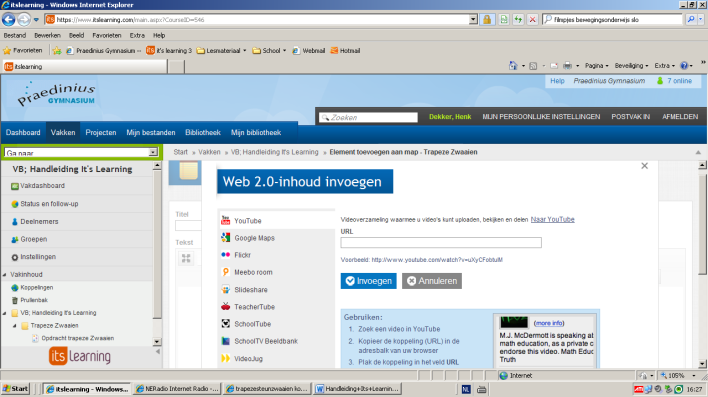 itslearning - Windows Internet Explorer
https://www.itslearning.com/main.aspx?CourseID=546
filmpjes bewegingsonderwijs slo
Bestand Bewerken Beeld Favorieten Extra Help
Favorieten Praedinius Gymnasium -- it's learning 3 Lesmateriaal School Webmail Hotmail
itslearning
Pagina Beveiliging Extra
Help Praedinius Gymnasium 7 online
Praedinius
GYMNASIUM
Zoeken Dekker, Henk MIJN PERSOONLIJKE INSTELLINGEN POSTVAK IN AFMELDEN
Dashboard Vakken Projecten Mijn bestanden Bibliotheek Mijn bibliotheek
Ga naar
Start » Vakken » VB; Handleiding It's Learning » Element toevoegen aan map - Trapeze Zwaaien
VB; Handleiding It's Learning
Vakdashboard
Status en follow-up
Deelnemers
Groepen
Instellingen
Vakinhoud
Koppelingen
Prullenbak
VB; Handleiding It's Learning
Trapeze Zwaaien
Opdracht trapeze Zwaaien
its Learning
Titel
Tekst
Web 2.0-inhoud invoegen
YouTube
Google Maps
Flickr
Meebo room
Slideshare
TeacherTube
SchoolTube
SchoolTV Beeldbank
VideoJug
Videoverzameling waarmee u video's kunt uploaden, bekijken en delen Naar YouTube
URL
Voorbeeld: http://www.youtube.com/watch?v=uXyCFobtuIM
Invoegen Annuleren
Gebruiken:
1. Zoek een video in YouTube
2. Kopieer de koppeling (URL) in de
adresbalk van uw browser
3. Plak de koppeling in het veld URL
(more info)
M.J. McDermott is speaking at
math education, as a private c
endorse this video. Math Educ
Truth
Internet 105%
Start itslearning - Windows... NERadio Internet Radio -... trapezesteunzwaaien ko... Handleiding+Its+Learnin...
NL
16:27